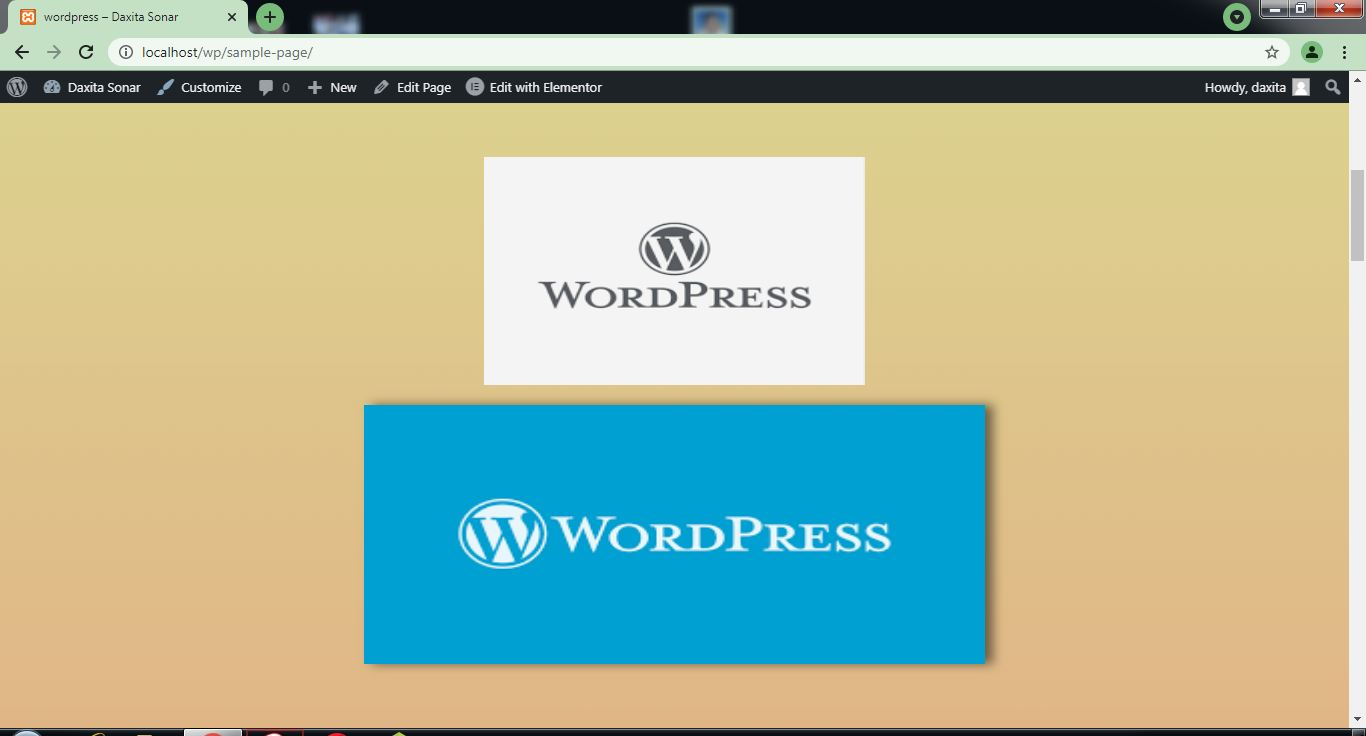 wordpress – Daxita Sonar
localhost/wp/sample-page/
Daxita Sonar Customize 0 New Edit Page Edit with Elementor Howdy, daxita
WORDPRESS
WORDPRESS